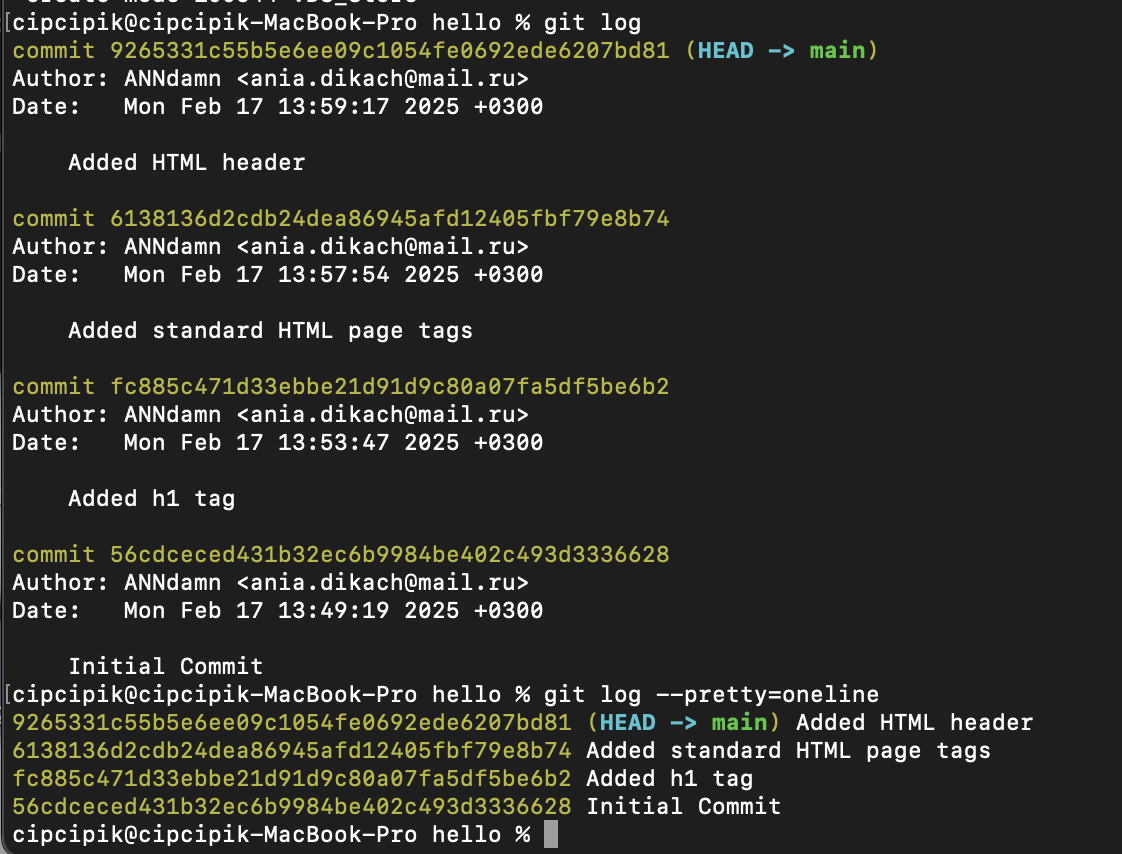 [cipcipik@cipcipik-MacBook-Pro hello % git log
commit 9265331c55b5e6ee09c1054fe0692ede6207bd81 (HEAD -> main)
Author: ANNdamn <ania.dikach@mail.ru>
Date:   Mon Feb 17 13:59:17 2025 +0300
    Added HTML header
commit 6138136d2cdb24dea86945afd12405fbf79e8b74
Author: ANNdamn <ania.dikach@mail.ru>
Date:   Mon Feb 17 13:57:54 2025 +0300
    Added standard HTML page tags
commit fc885c471d33ebbe21d91d9c80a07fa5df5be6b2
Author: ANNdamn <ania.dikach@mail.ru>
Date:   Mon Feb 17 13:53:47 2025 +0300
    Added h1 tag
commit 56cdceced431b32ec6b9984be402c493d3336628
Author: ANNdamn <ania.dikach@mail.ru>
Date:   Mon Feb 17 13:49:19 2025 +0300
    Initial Commit
[cipcipik@cipcipik-MacBook-Pro hello % git log --pretty=oneline
9265331c55b5e6ee09c1054fe0692ede6207bd81 (HEAD -> main) Added HTML header
6138136d2cdb24dea86945afd12405fbf79e8b74 Added standard HTML page tags
fc885c471d33ebbe21d91d9c80a07fa5df5be6b2 Added h1 tag
56cdceced431b32ec6b9984be402c493d3336628 Initial Commit
cipcipik@cipcipik-MacBook-Pro hello %